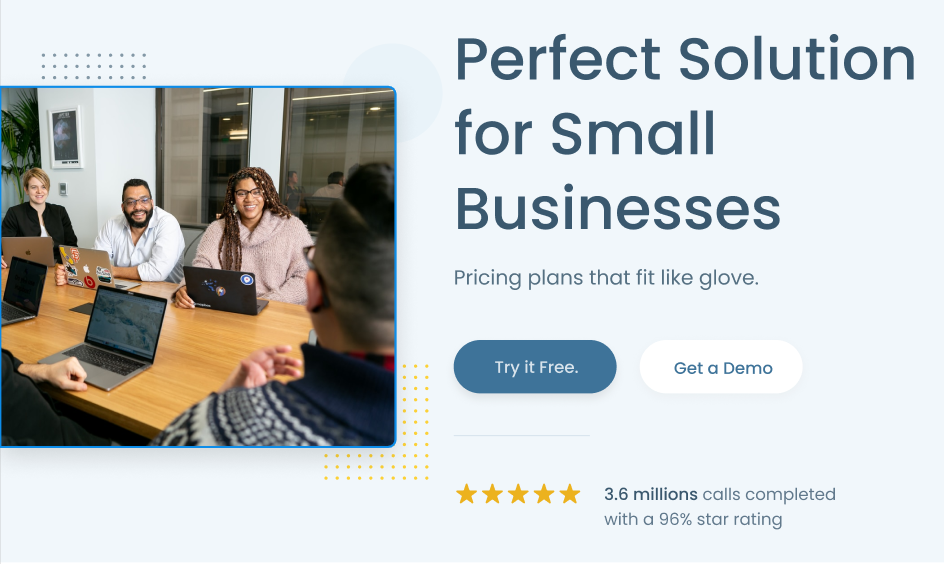 Perfect Solution
for Small
Businesses
Pricing plans that fit like glove.
Try it Free.
Get a Demo
3.6 millions calls completed
with a 96% star rating